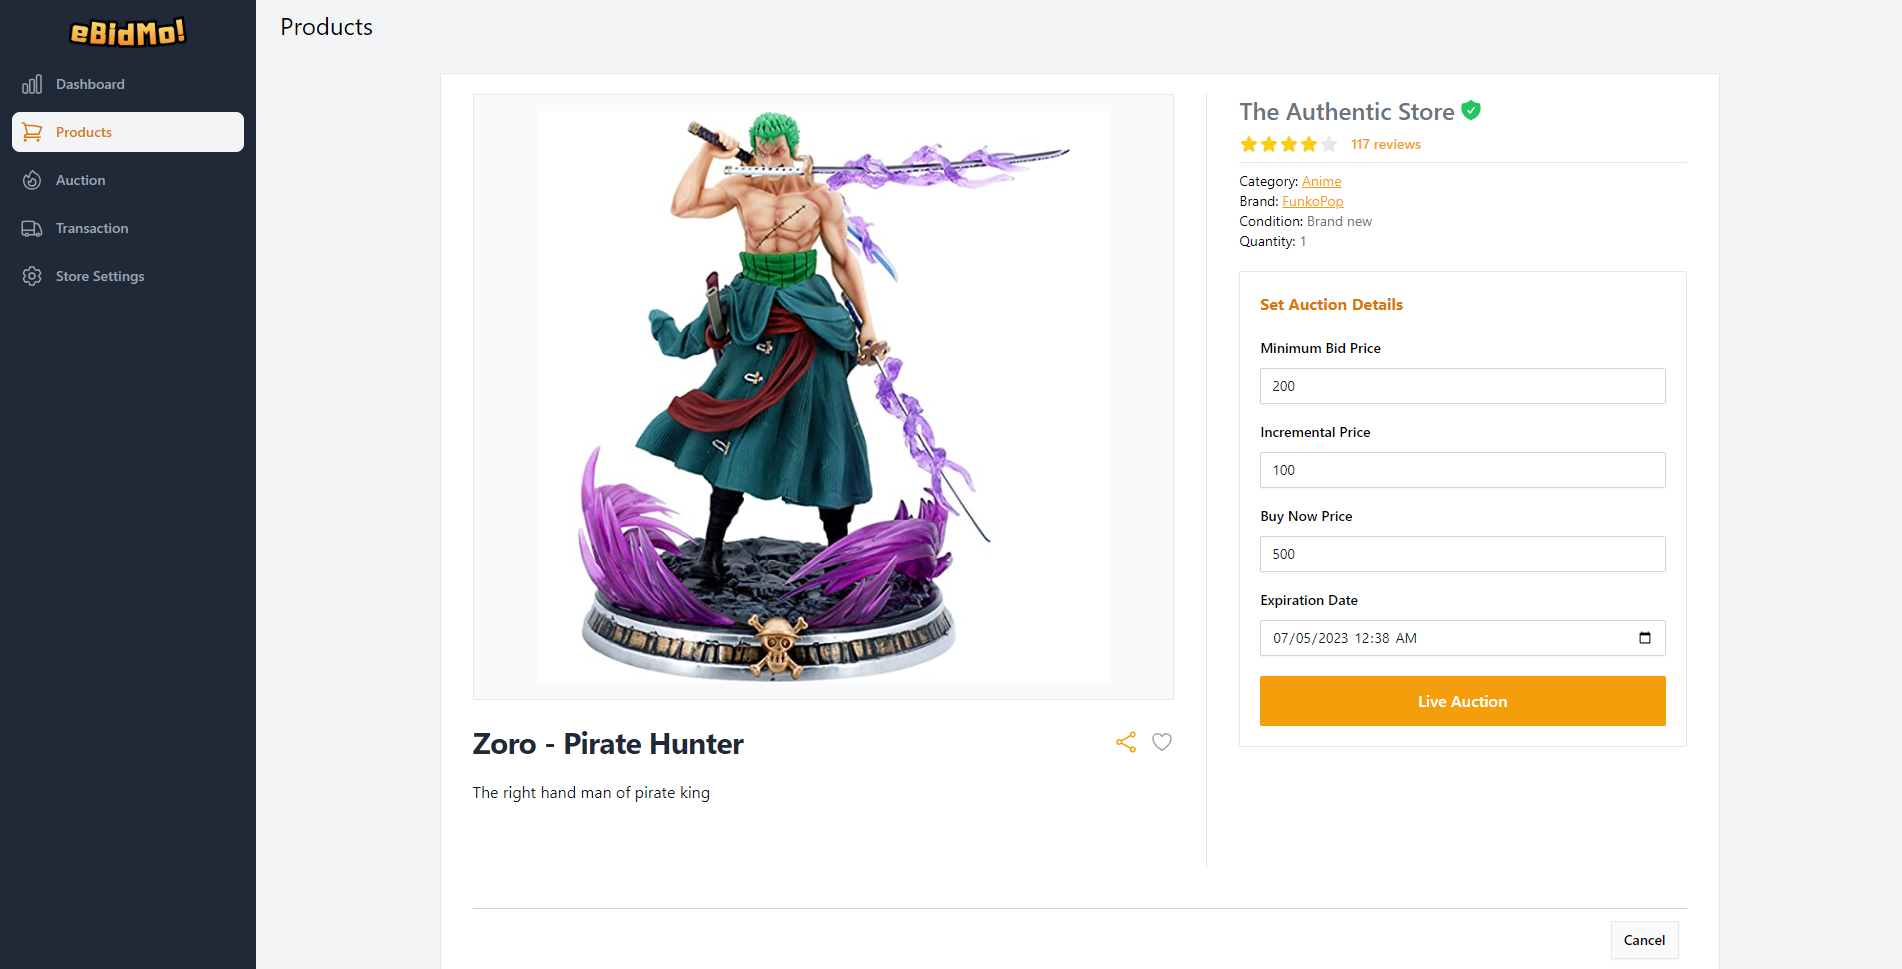 eBidMo!
Dashboard
Products
Auction
Transaction
Store Settings
Products
The Authentic Store
117 reviews
Category: Anime
Brand: FunkoPop
Condition: Brand new
Quantity: 1
Set Auction Details
Minimum Bid Price
200
Incremental Price
100
Buy Now Price
500
Expiration Date
07/05/2023 12:38 AM
Live Auction
Zoro - Pirate Hunter
The right hand man of pirate king
Cancel